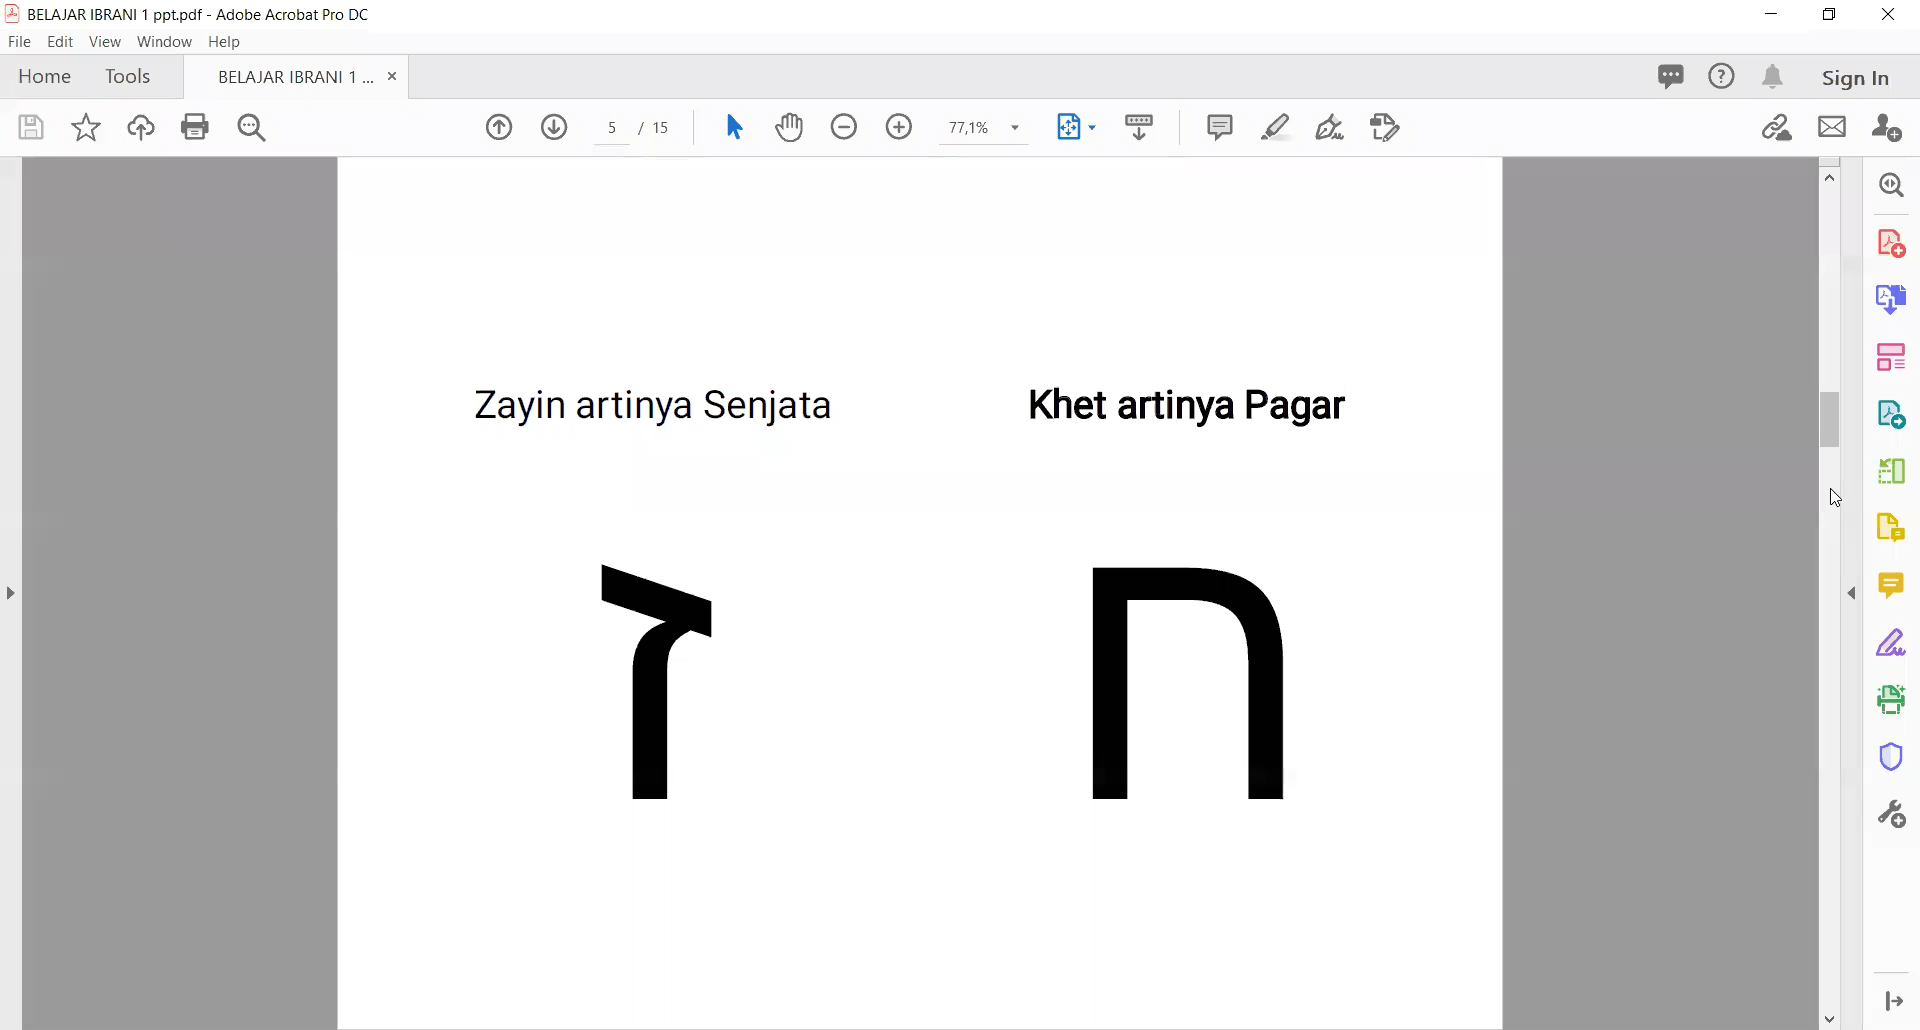 BELAJAR IBRANI 1 ppt.pdf - Adobe Acrobat Pro DC
File Edit View Window Help
Home Tools BELAJAR IBRANI 1 ... × Sign In
5 / 15 77,1%
Zayin artinya Senjata
Khet artinya Pagar
ז
ח